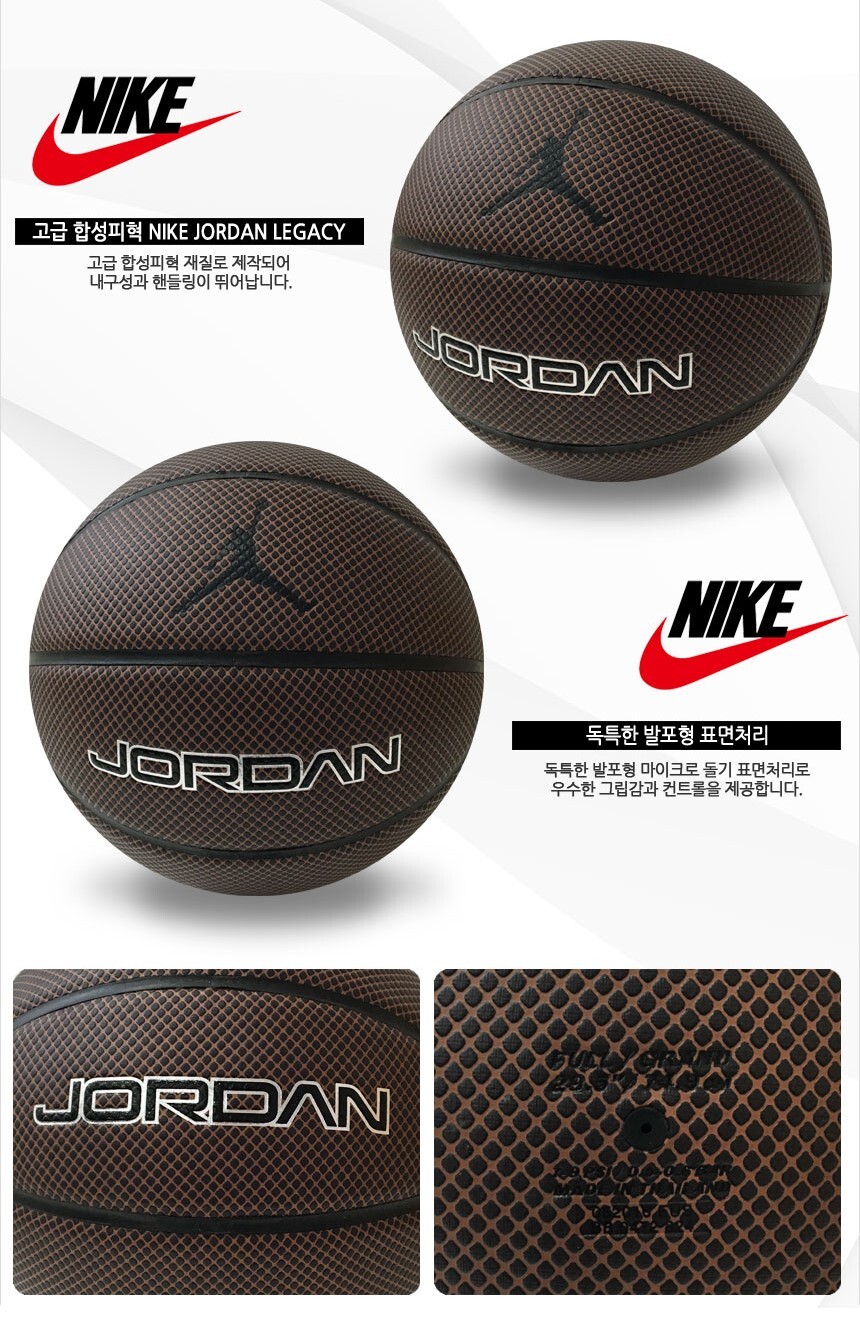 NIKE
고급 합성피혁 NIKE JORDAN LEGACY
고급 합성피혁 재질로 제작되어
내구성과 핸들링이 뛰어납니다.
JORDAN
JORDAN
NIKE
독특한 발포형 표면처리
독특한 발포형 마이크로 돌기 표면처리로
우수한 그립감과 컨트롤을 제공합니다.
JORDAN
FULL / GRAND
MADE IN